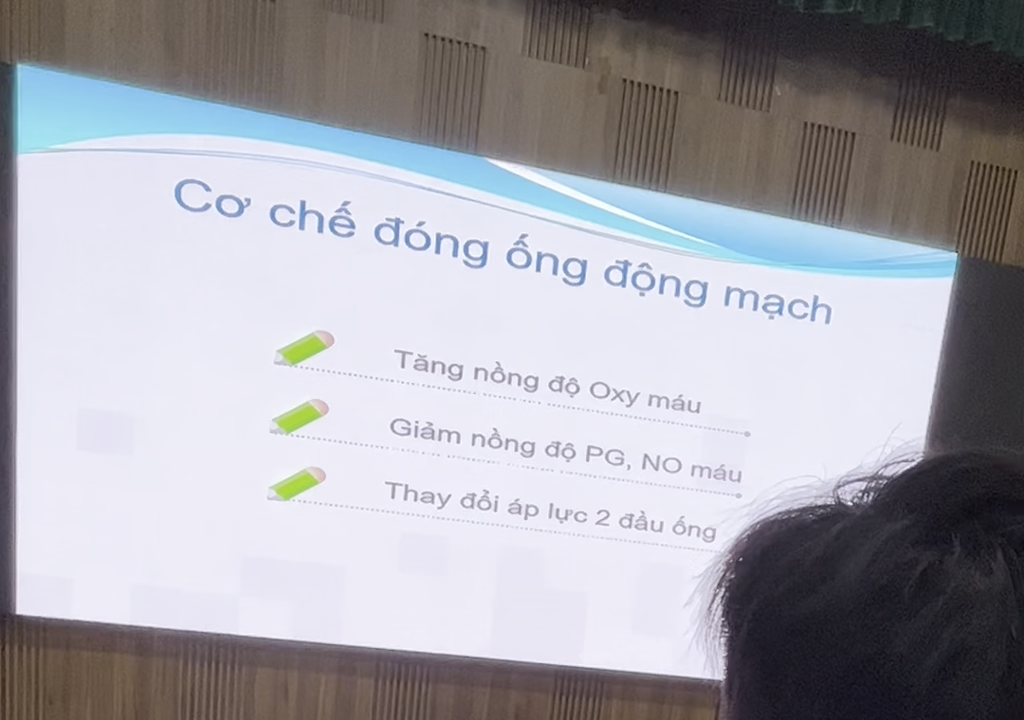 Cơ chế đóng ống động mạch
Tăng nồng độ Oxy máu
Giảm nồng độ PG, NO máu
Thay đổi áp lực 2 đầu ống